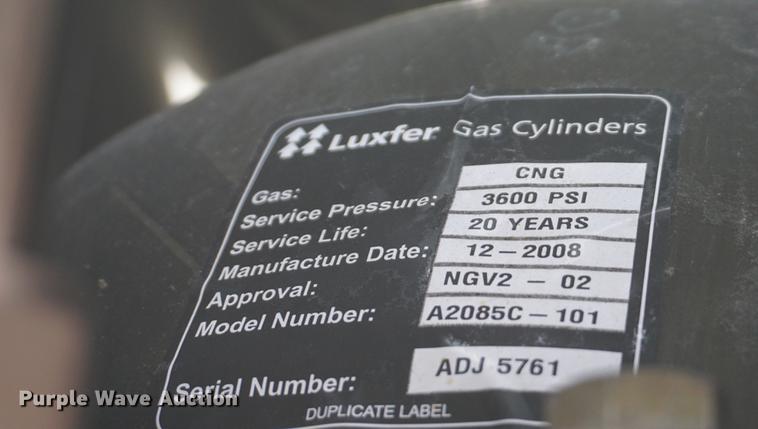 Luxfer Gas Cylinders
Gas: CNG
Service Pressure: 3600 PSI
Service Life: 20 YEARS
Manufacture Date: 12-2008
Approval: NGV2 - 02
Model Number: A2085C-101
Serial Number: ADJ 5761
DUPLICATE LABEL
Purple Wave Auction